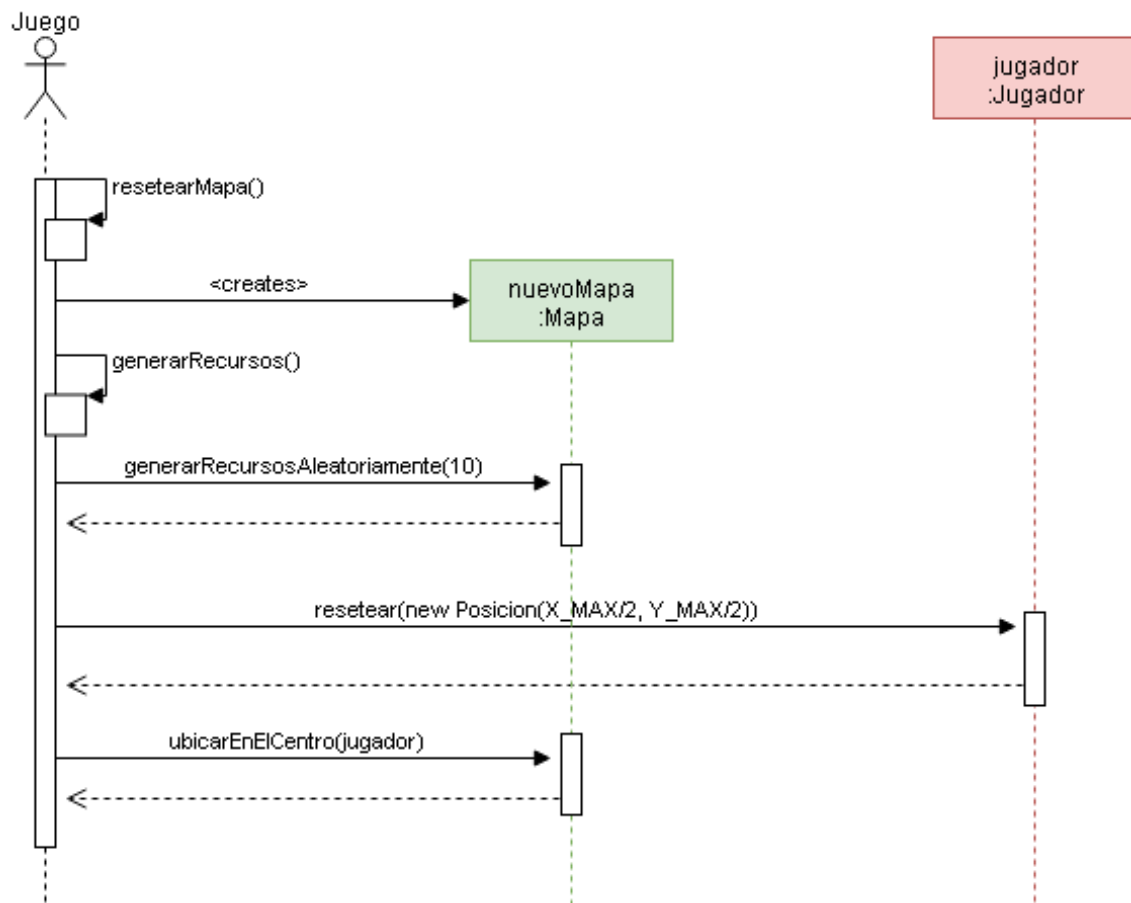 Juego
jugador
:Jugador
resetearMapa()
<creates>
nuevoMapa
:Mapa
generarRecursos()
generarRecursosAleatoriamente(10)
resetear(new Posicion(X_MAX/2, Y_MAX/2))
ubicarEnElCentro(jugador)